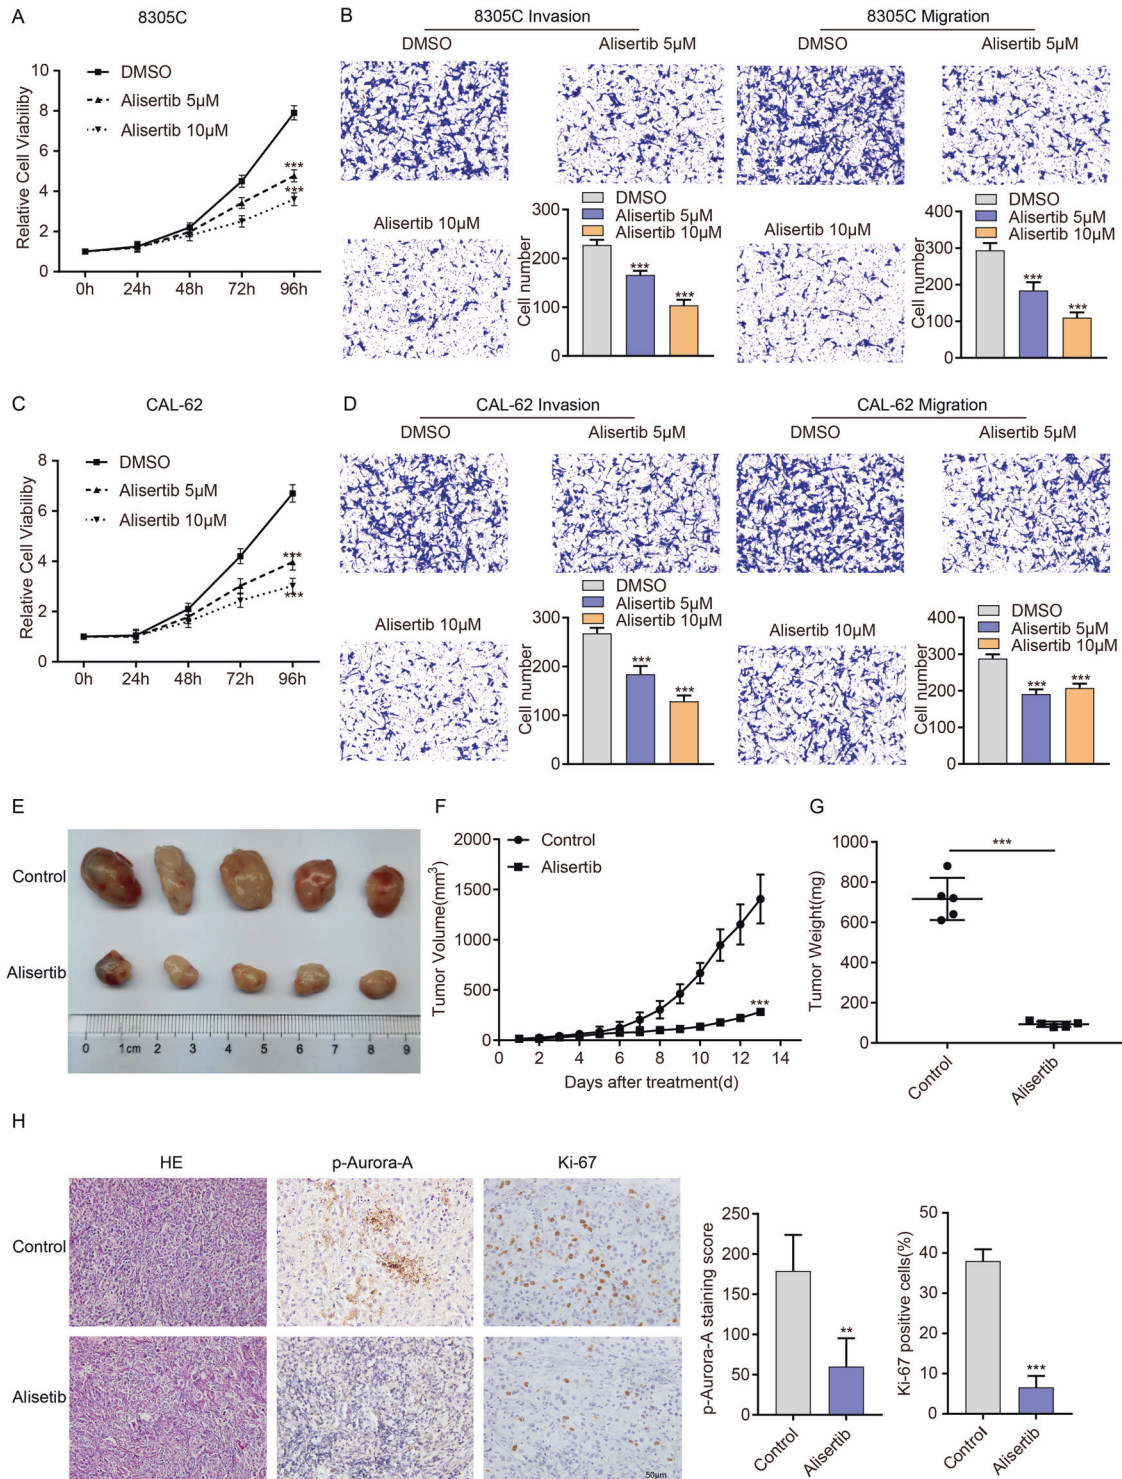 A
8305C
Relative Cell Viabiliby
10
8
6
4
2
0
DMSO
Alisertib 5μM
Alisertib 10μM
***
***
0h 24h 48h 72h 96h
B
8305C Invasion
DMSO Alisertib 5μM
Alisertib 10μM
DMSO
Alisertib 5μM
Alisertib 10μM
Cell number
300
200
100
0
***
***
8305C Migration
DMSO Alisertib 5μM
Alisertib 10μM
DMSO
Alisertib 5μM
Alisertib 10μM
Cell number
400
300
200
100
0
***
***
C
CAL-62
Relative Cell Viability
8
6
4
2
0
DMSO
Alisertib 5μM
Alisertib 10μM
***
***
0h 24h 48h 72h 96h
D
CAL-62 Invasion
DMSO Alisertib 5μM
Alisertib 10μM
DMSO
Alisertib 5μM
Alisertib 10μM
Cell number
300
200
100
0
***
***
CAL-62 Migration
DMSO Alisertib 5μM
Alisertib 10μM
DMSO
Alisertib 5μM
Alisertib 10μM
Cell number
400
300
200
100
0
*** ***
E
Control
Alisertib
0 1cm 2 3 4 5 6 7 8 9
F
Tumor Volume(mm³)
2000
1500
1000
500
0
Control
Alisertib
***
0 2 4 6 8 10 12 14
Days after treatment(d)
G
Tumor Weight(mg)
1000
800
600
400
200
0
***
Control Alisertib
H
HE p-Aurora-A Ki-67
Control
Alisetib
50μm
p-Aurora-A staining score
250
200
150
100
50
0
**
Control Alisertib
Ki-67 positive cells(%)
50
40
30
20
10
0
***
Control Alisertib